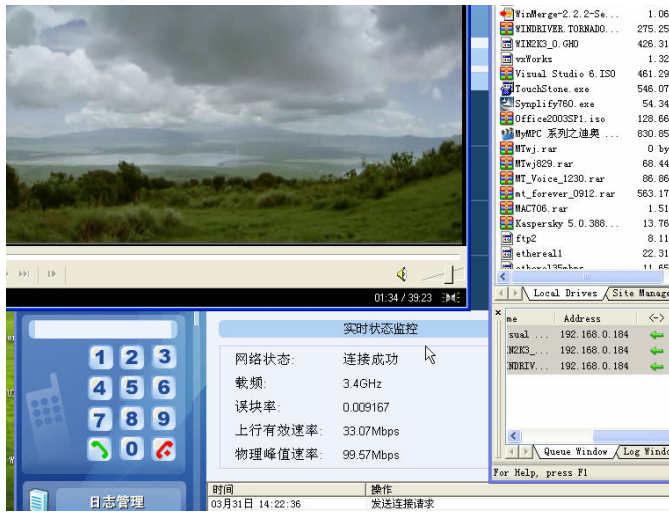 WinMerge-2.2.2-Se... 1.06
WINDRIVER.TORNADO... 275.25
WIN2K3_0.GHO 426.31
vxWorks 1.32
Visual Studio 6.ISO 461.29
TouchStone.exe 546.07
Synplify760.exe 54.34
Office2003SP1.iso 128.66
MyMPC 系列之迪奥 ... 830.85
MTwj.rar 0 by
MTwj829.rar 68.44
MT_Voice_1230.rar 86.86
mt_forever_0912.rar 563.17
MAC706.rar 1.51
Kaspersky 5.0.388... 13.76
ftp2 8.11
ethereal1 22.31
01:34 / 39:23
Local Drives Site Manage
me Address <->
sual ... 192.168.0.184
N2K3_... 192.168.0.184
NDRIV... 192.168.0.184
Queue Window Log Windo
For Help, press F1
1 2 3
4 5 6
7 8 9
0
日志管理
实时状态监控
网络状态: 连接成功
载频: 3.4GHz
误块率: 0.009167
上行有效速率: 33.07Mbps
物理峰值速率: 99.57Mbps
时间 操作
03月31日 14:22:36 发送连接请求